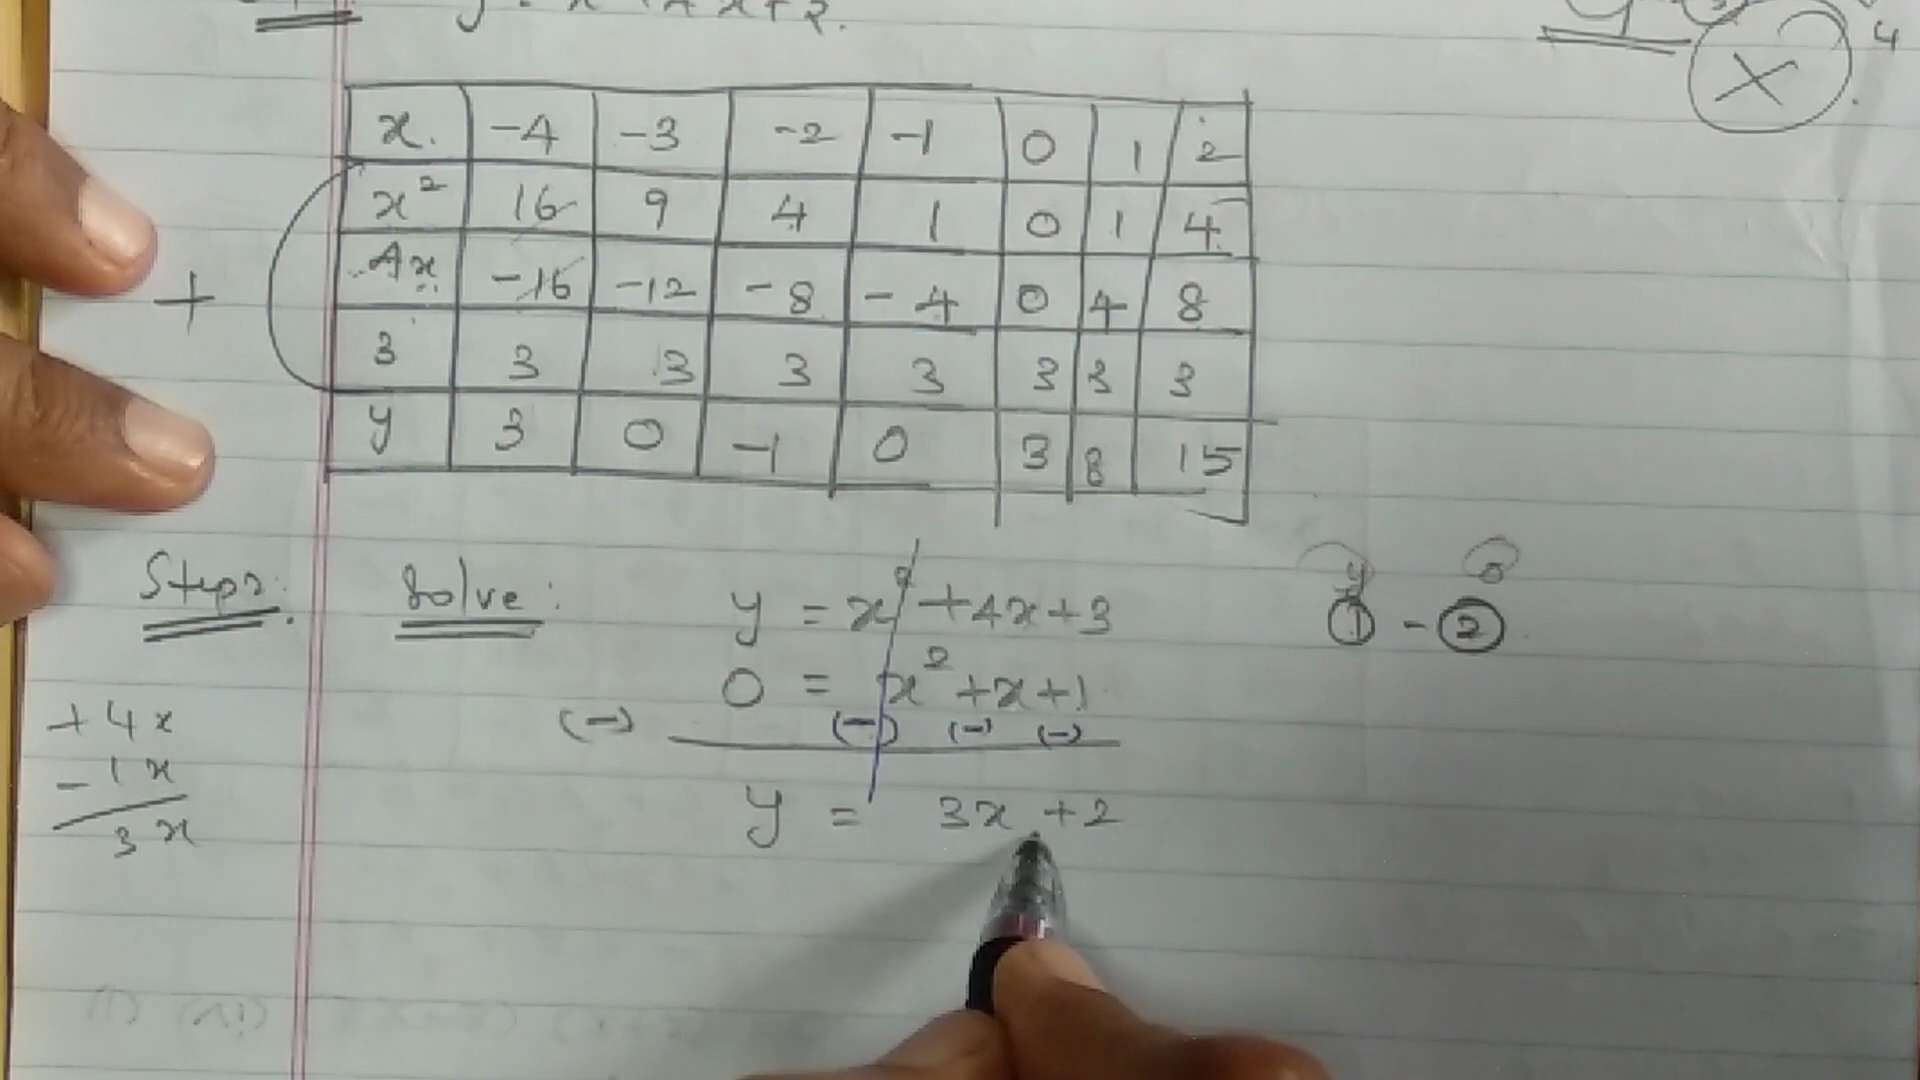 x. -4 -3 -2 -1 0 1 2
x² 16 9 4 1 0 1 4
+ 4x -16 -12 -8 -4 0 4 8
3 3 3 3 3 3 3 3
y 3 0 -1 0 3 8 15
Step2. Solve: y = x² + 4x + 3 ① - ②
0 = x² + x + 1
(-) (-) (-) (-)
y = 3x + 2
+ 4x
- 1x
3x